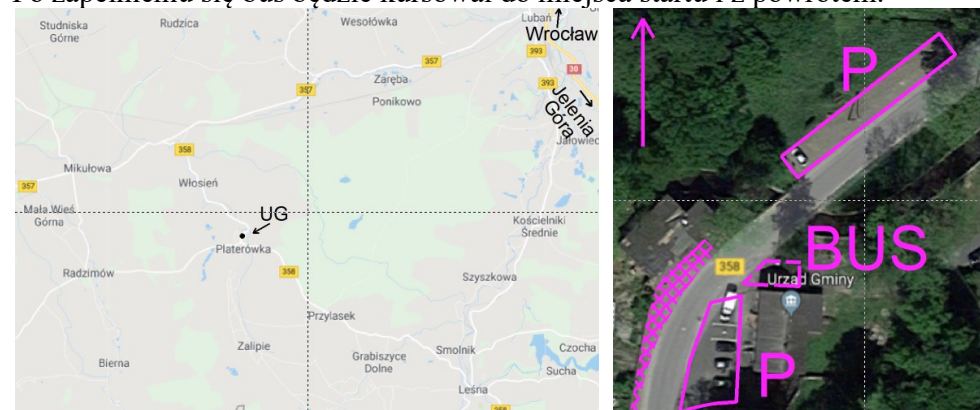 Po zapełnieniu się bus będzie kursował do miejsca startu i z powrotem.
Studniska
Górne
Rudzica
Wesołówka
Lubań
Wrocław
393
357
30
Zaręba
393
357
Ponikowo
Jelenia
Góra
Jałowiec
358
Mikułowa
Włosień
357
Mała Wieś
Górna
UG
Kościelniki
Średnie
Platerówka
Radzimów
358
Szyszkowa
Przylasek
Zalipie
Smolnik
Czocha
Grabiszyce
Dolne
Bierna
Sucha
Leśna
358
P
BUS
358
Urząd Gminy
P